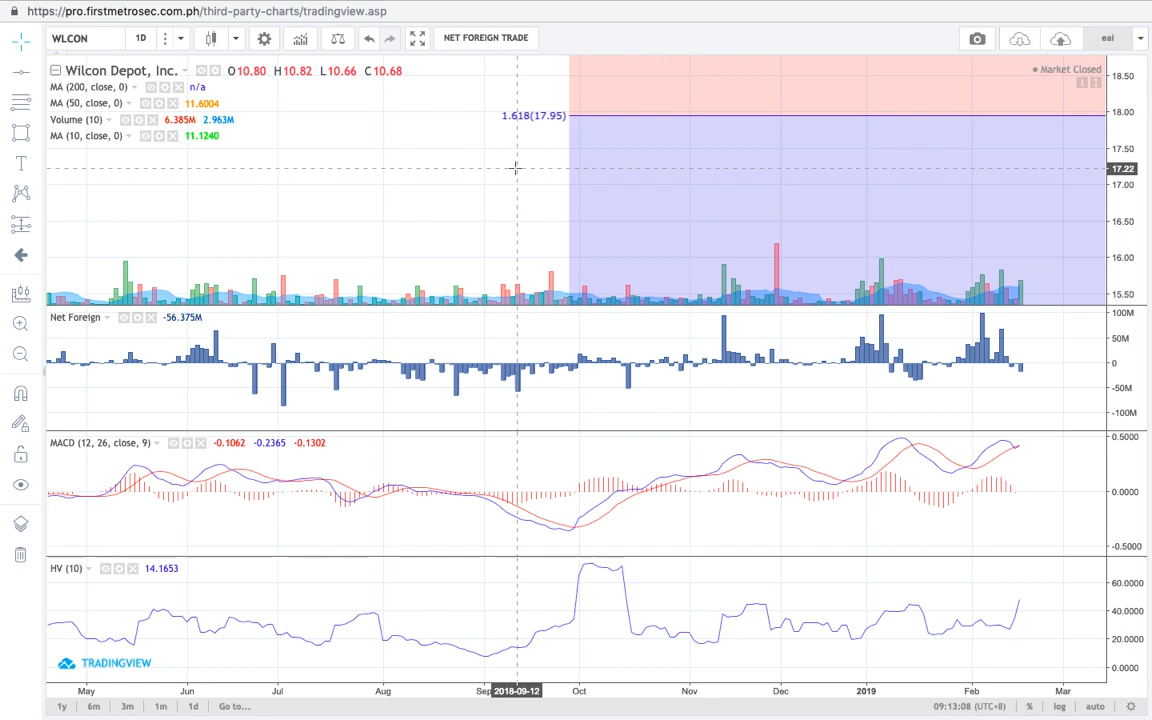 https://pro.firstmetrosec.com.ph/third-party-charts/tradingview.asp
WLCON 1D NET FOREIGN TRADE eai
Wilcon Depot, Inc. O10.80 H10.82 L10.66 C10.68
Market Closed
MA (200, close, 0) n/a
MA (50, close, 0) 11.6004
Volume (10) 6.385M 2.963M
MA (10, close, 0) 11.1240
1.618(17.95)
18.50
18.00
17.50
17.22
17.00
16.50
16.00
15.50
Net Foreign -56.375M
100M
50M
0
-50M
-100M
MACD (12, 26, close, 9) -0.1062 -0.2365 -0.1302
0.5000
0.0000
-0.5000
HV (10) 14.1653
60.0000
40.0000
20.0000
0.0000
TRADINGVIEW
May Jun Jul Aug Sep 2018-09-12 Oct Nov Dec 2019 Feb Mar
1y 6m 3m 1m 1d Go to... 09:13:08 (UTC+8) % log auto